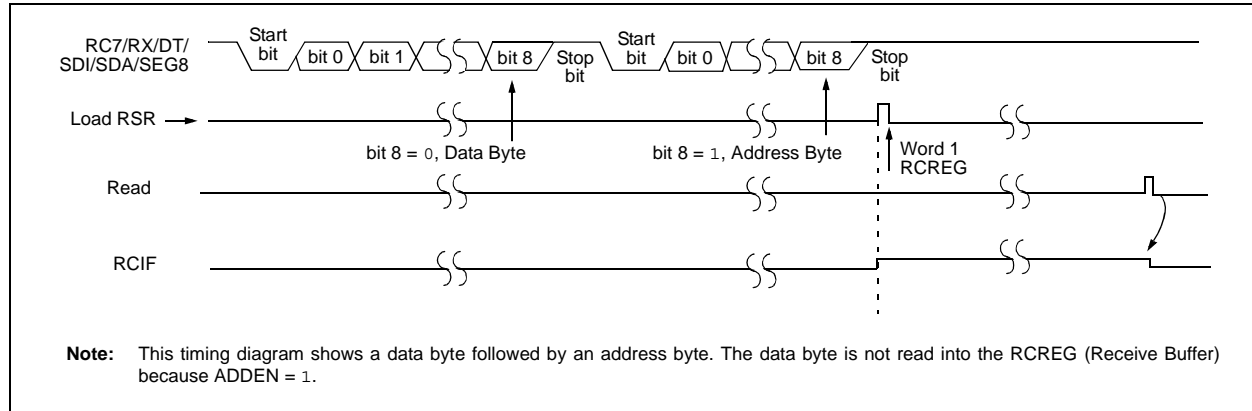 RC7/RX/DT/
SDI/SDA/SEG8
Start
bit
bit 0
bit 1
bit 8
Stop
bit
Start
bit
bit 0
bit 8
Stop
bit
Load RSR
bit 8 = 0, Data Byte
bit 8 = 1, Address Byte
Word 1
RCREG
Read
RCIF
Note: This timing diagram shows a data byte followed by an address byte. The data byte is not read into the RCREG (Receive Buffer)
because ADDEN = 1.